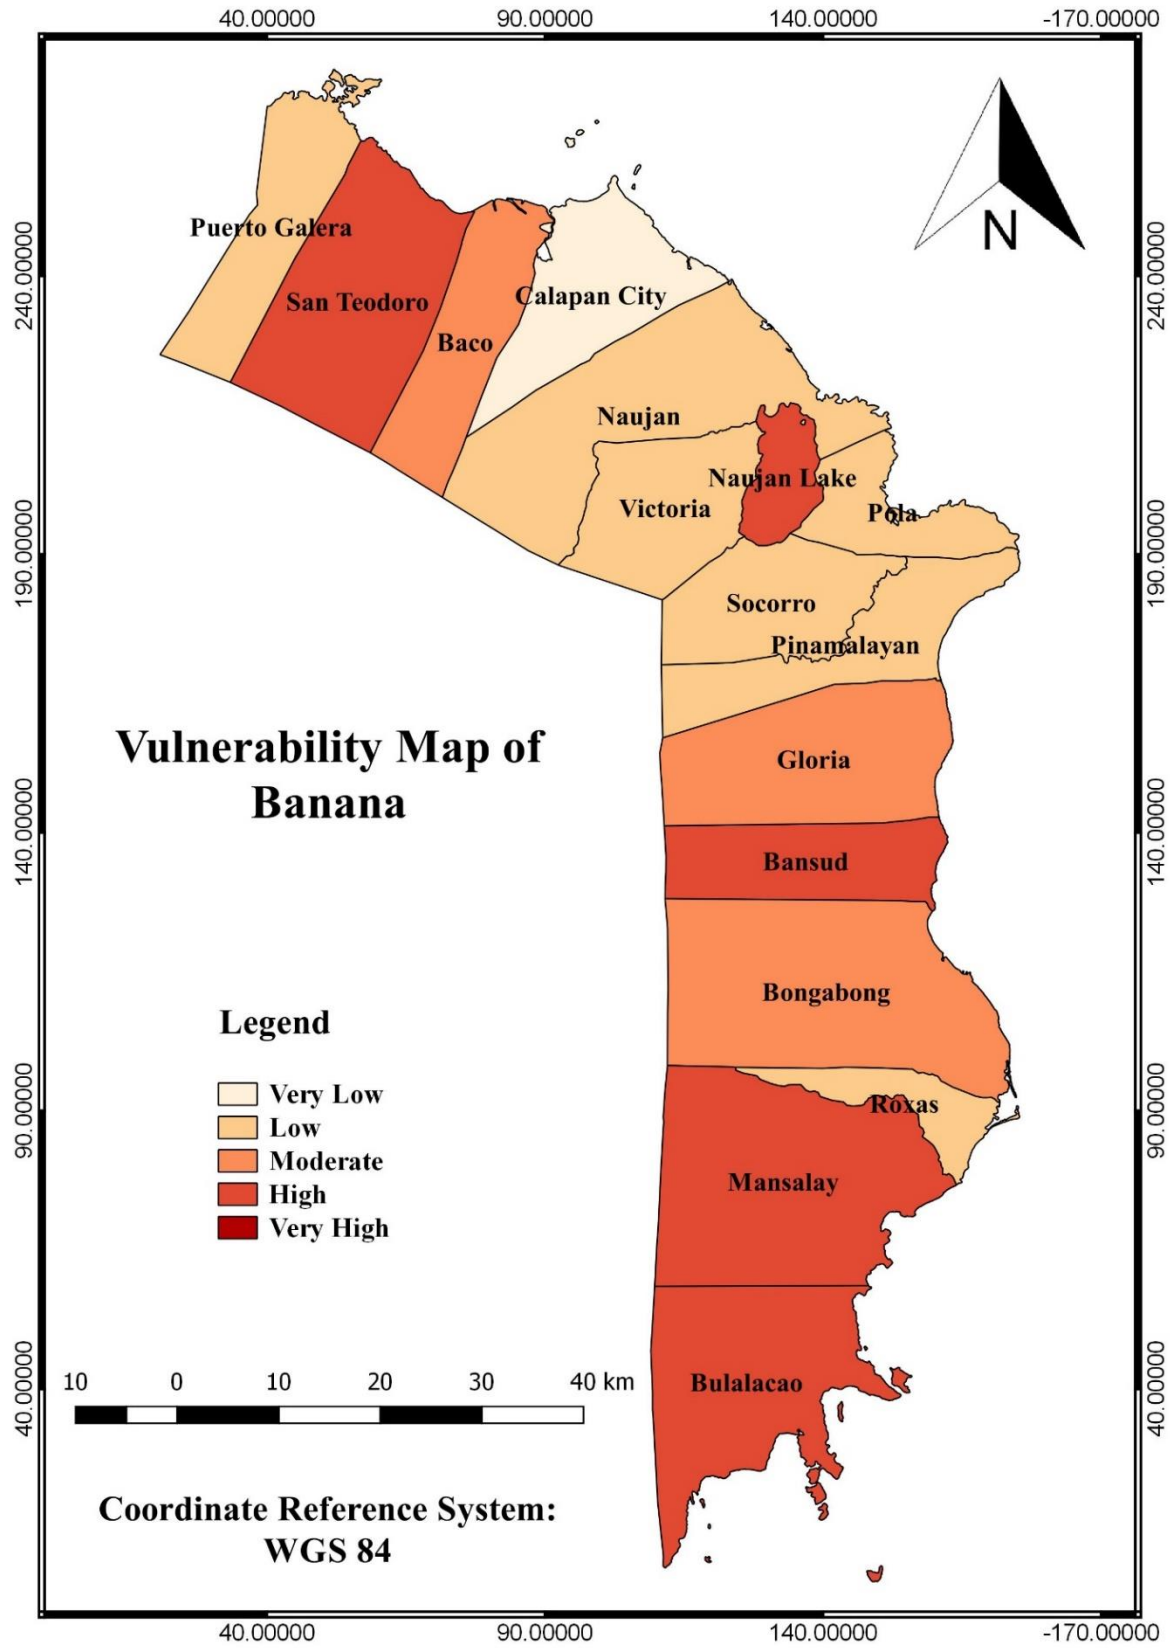 40.00000 90.00000 140.00000 -170.00000
N
240.00000 240.00000
Puerto Galera
San Teodoro
Calapan City
Baco
Naujan
Naujan Lake
Victoria
Pola
190.00000 190.00000
Socorro
Pinamalayan
Vulnerability Map of
Banana
Gloria
140.00000 140.00000
Bansud
Bongabong
Legend
Very Low
Low
Moderate
High
Very High
Roxas
90.00000 90.00000
Mansalay
10 0 10 20 30 40 km
Bulalacao
40.00000 40.00000
Coordinate Reference System:
WGS 84
40.00000 90.00000 140.00000 -170.00000